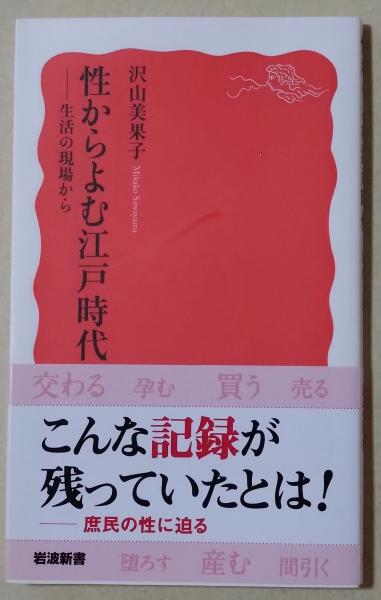 性からよむ江戸時代
――生活の現場から
沢山美果子
Mikako Sawayama
交わる 孕む 買う 売る
こんな記録が
残っていたとは!
――庶民の性に迫る
岩波新書 堕ろす 産む 間引く